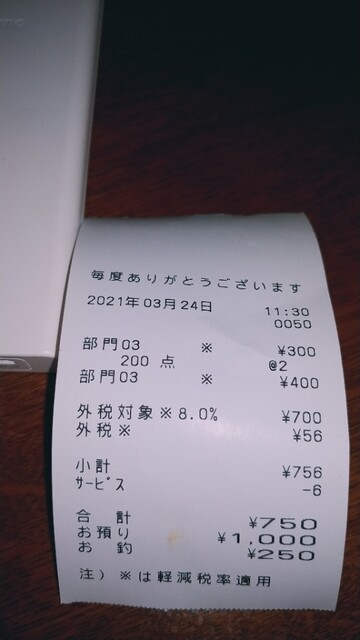 毎度ありがとうございます
2021年03月24日 11:30
0050
部門03 ※ ¥300
200 点 @2
部門03 ※ ¥400
外税対象※8.0% ¥700
外税※ ¥56
小計 ¥756
ｻｰﾋﾞｽ -6
合 計 ¥750
お預り ¥1,000
お 釣 ¥250
注) ※は軽減税率適用